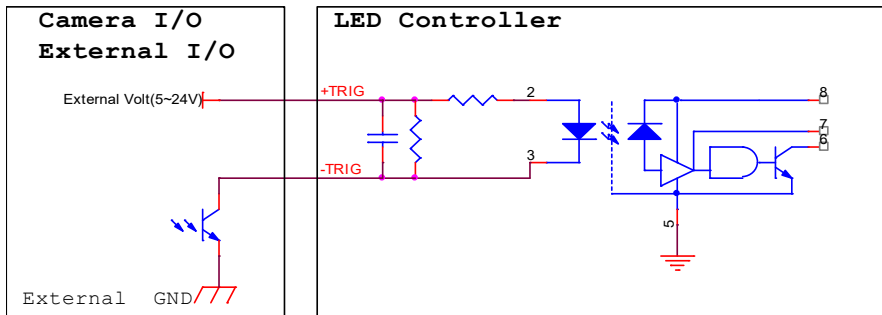 Camera I/O
External I/O
LED Controller
External Volt(5~24V)
+TRIG
2
8
7
6
3
-TRIG
5
External GND